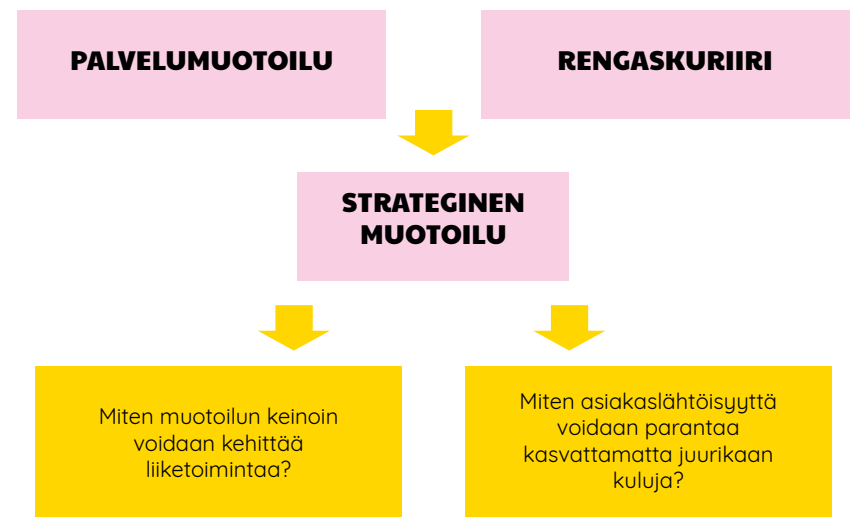 PALVELUMUOTOILU
RENGASKURIIRI
STRATEGINEN
MUOTOILU
Miten muotoilun keinoin
voidaan kehittää
liiketoimintaa?
Miten asiakaslähtöisyyttä
voidaan parantaa
kasvattamatta juurikaan
kuluja?